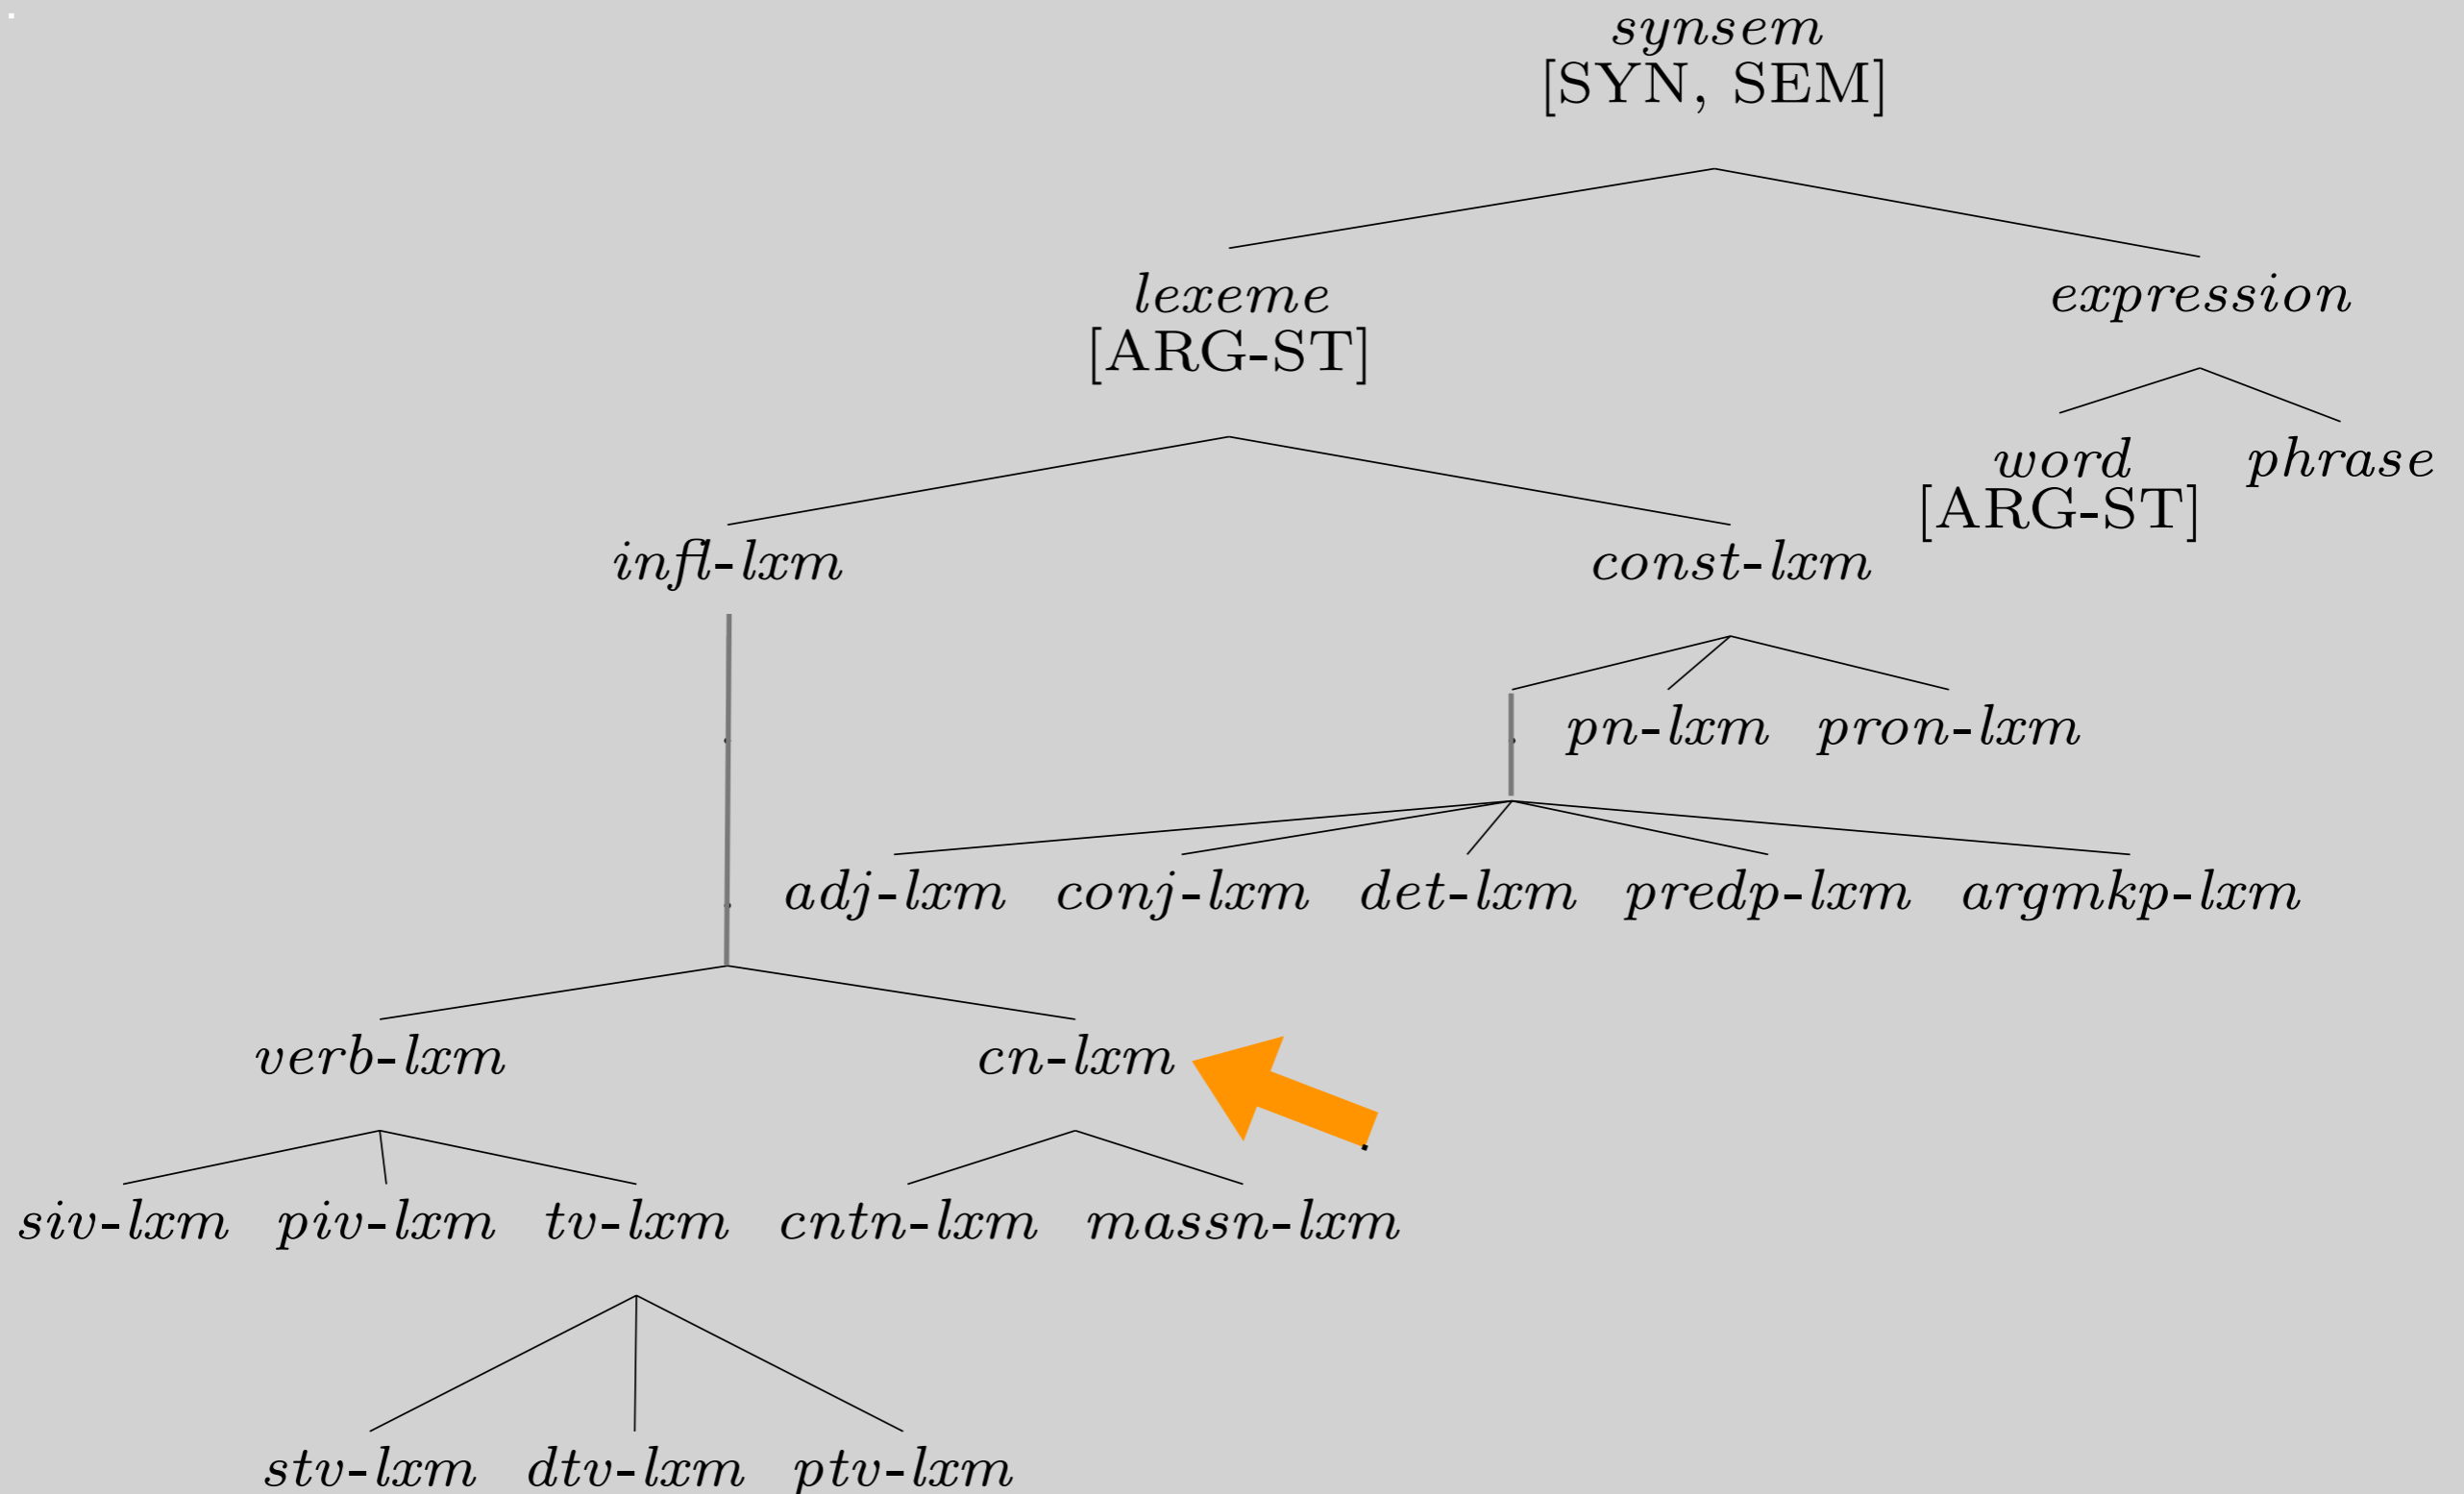 synsem
[SYN, SEM]
lexeme
[ARG-ST]
expression
word
[ARG-ST]
phrase
infl-lxm
const-lxm
pn-lxm
pron-lxm
adj-lxm
conj-lxm
det-lxm
predp-lxm
argmkp-lxm
verb-lxm
cn-lxm
siv-lxm
piv-lxm
tv-lxm
cntn-lxm
massn-lxm
stv-lxm
dtv-lxm
ptv-lxm